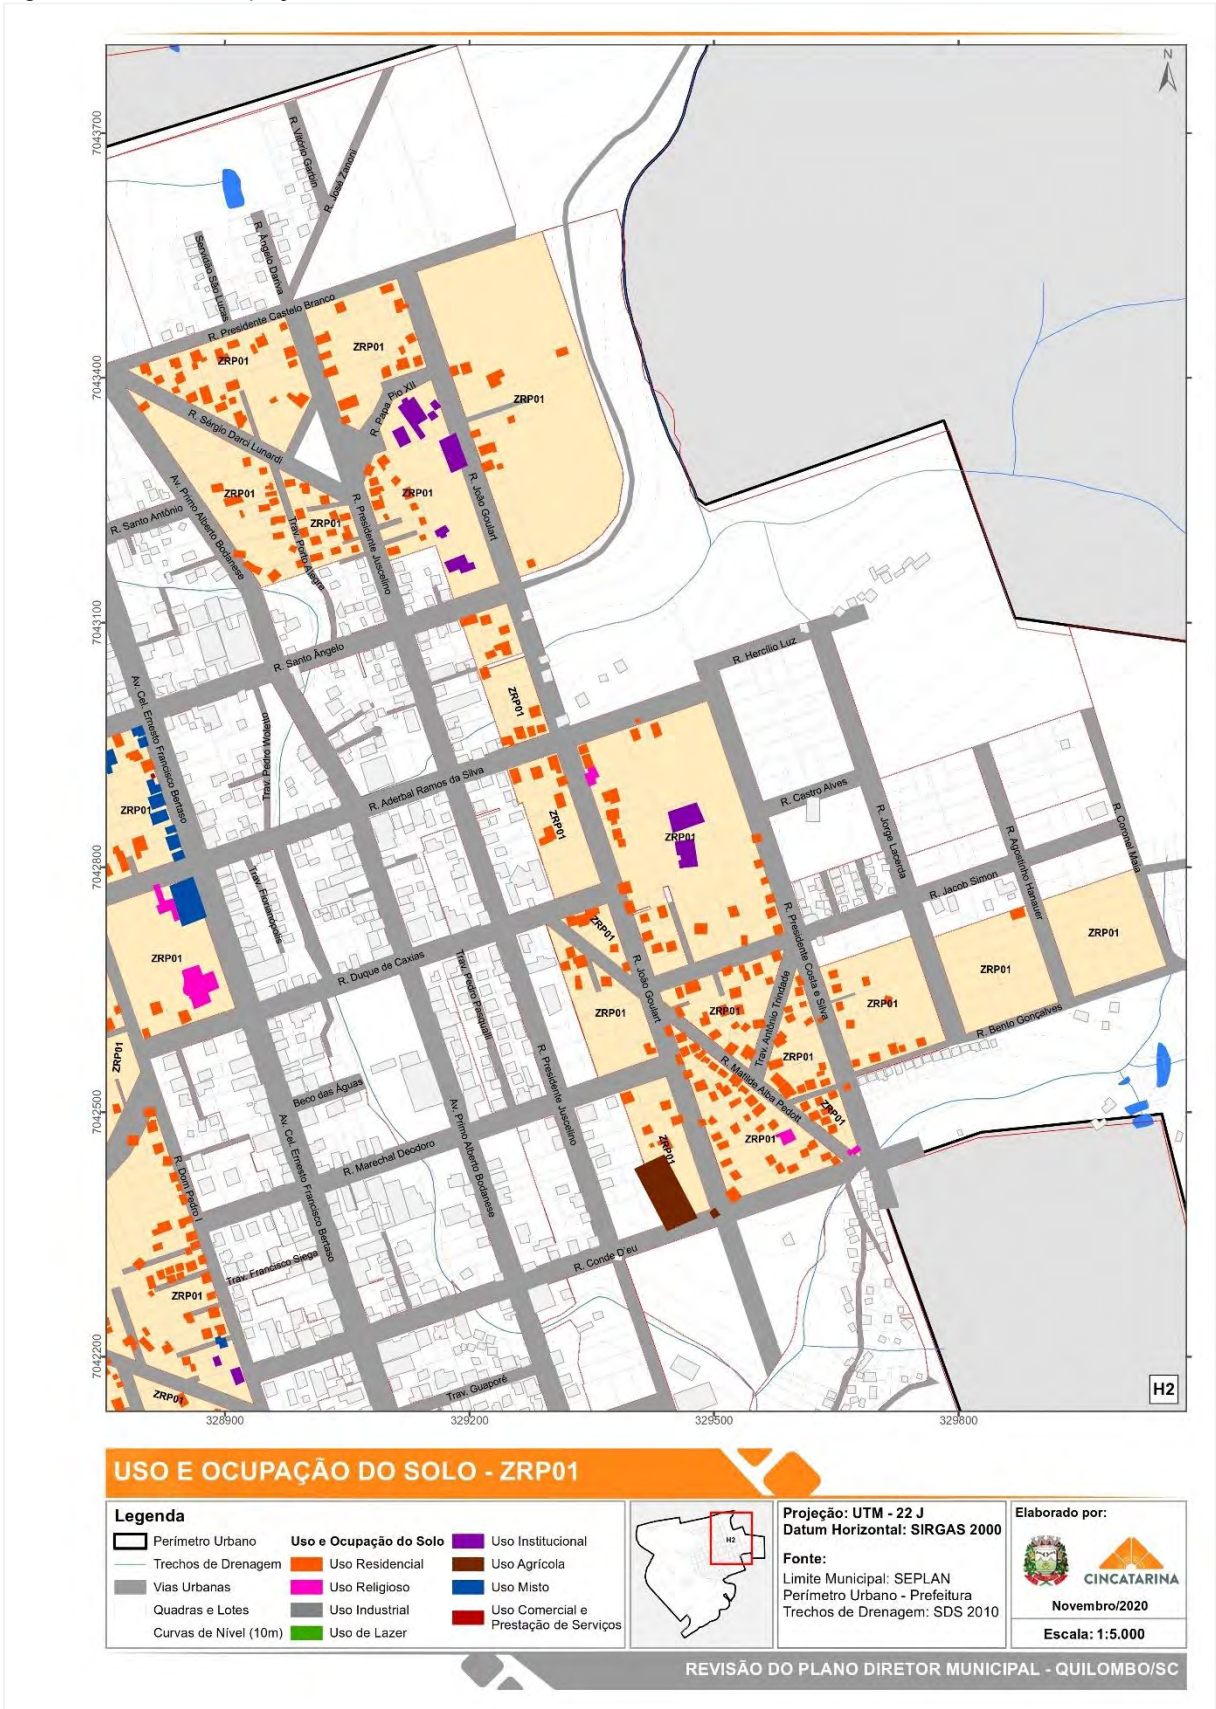 N
7043700
7043400
7043100
7042800
7042500
7042200
328900
329200
329500
329800
R. Vitório Garbin
R. José Zanoni
R. Ângelo Dariva
Servidão São Lucas
R. Presidente Castelo Branco
ZRP01
ZRP01
R. Papa Pio XII
ZRP01
R. Sérgio Darci Lunardi
ZRP01
ZRP01
ZRP01
R. João Goulart
Av. Primo Alberto Bodanese
R. Santo Antônio
Trav. Porto Alegre
R. Presidente Juscelino
R. Santo Ângelo
R. Hercílio Luz
Av. Cel. Ernesto Francisco Bertaso
ZRP01
R. Aderbal Ramos da Silva
R. Castro Alves
ZRP01
ZRP01
ZRP01
R. Jorge Lacerda
R. Agostinho Hanauer
R. Coronel Maia
Trav. Florianópolis
R. Jacob Simon
ZRP01
ZRP01
ZRP01
ZRP01
R. Duque de Caxias
Trav. Pedro Pasqualli
R. João Goulart
R. Presidente Costa e Sulva
Trav. Antônio Trindade
ZRP01
ZRP01
ZRP01
ZRP01
R. Bento Gonçalves
ZRP01
ZRP01
R. Matilde Alba Pedott
Beco das Águas
R. Presidente Juscelino
Av. Primo Alberto Bodanese
ZRP01
ZRP01
ZRP01
R. Marechal Deodoro
R. Dom Pedro I
Av. Cel. Ernesto Francisco Bertaso
Trav. Francisco Siega
R. Conde D'eu
ZRP01
Trav. Guaporé
ZRP01
H2
USO E OCUPAÇÃO DO SOLO - ZRP01
Legenda
Perímetro Urbano
Trechos de Drenagem
Vias Urbanas
Quadras e Lotes
Curvas de Nível (10m)
Uso e Ocupação do Solo
Uso Residencial
Uso Religioso
Uso Industrial
Uso de Lazer
Uso Institucional
Uso Agrícola
Uso Misto
Uso Comercial e
Prestação de Serviços
H2
Projeção: UTM - 22 J
Datum Horizontal: SIRGAS 2000
Fonte:
Limite Municipal: SEPLAN
Perímetro Urbano - Prefeitura
Trechos de Drenagem: SDS 2010
Elaborado por:
CINCATARINA
Novembro/2020
Escala: 1:5.000
REVISÃO DO PLANO DIRETOR MUNICIPAL - QUILOMBO/SC